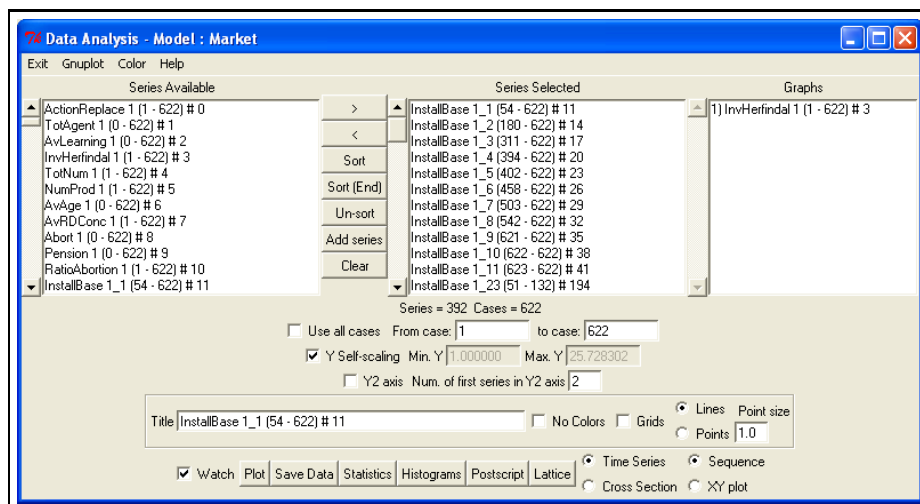 Data Analysis - Model : Market
Exit Gnuplot Color Help
Series Available
Series Selected
Graphs
ActionReplace 1 (1 - 622) # 0
TotAgent 1 (0 - 622) # 1
AvLearning 1 (0 - 622) # 2
InvHerfindal 1 (1 - 622) # 3
TotNum 1 (1 - 622) # 4
NumProd 1 (1 - 622) # 5
AvAge 1 (0 - 622) # 6
AvRDConc 1 (1 - 622) # 7
Abort 1 (0 - 622) # 8
Pension 1 (0 - 622) # 9
RatioAbortion 1 (1 - 622) # 10
InstallBase 1_1 (54 - 622) # 11
>
<
Sort
Sort (End)
Un-sort
Add series
Clear
InstallBase 1_1 (54 - 622) # 11
InstallBase 1_2 (180 - 622) # 14
InstallBase 1_3 (311 - 622) # 17
InstallBase 1_4 (394 - 622) # 20
InstallBase 1_5 (402 - 622) # 23
InstallBase 1_6 (458 - 622) # 26
InstallBase 1_7 (503 - 622) # 29
InstallBase 1_8 (542 - 622) # 32
InstallBase 1_9 (621 - 622) # 35
InstallBase 1_10 (622 - 622) # 38
InstallBase 1_11 (623 - 622) # 41
InstallBase 1_23 (51 - 132) # 194
1) InvHerfindal 1 (1 - 622) # 3
Series = 392 Cases = 622
Use all cases From case: 1 to case: 622
Y Self-scaling Min. Y 1.000000 Max. Y 25.728302
Y2 axis Num. of first series in Y2 axis 2
Title InstallBase 1_1 (54 - 622) # 11 No Colors Grids Lines Point size
Points 1.0
Watch Plot Save Data Statistics Histograms Postscript Lattice Time Series Sequence
Cross Section XY plot